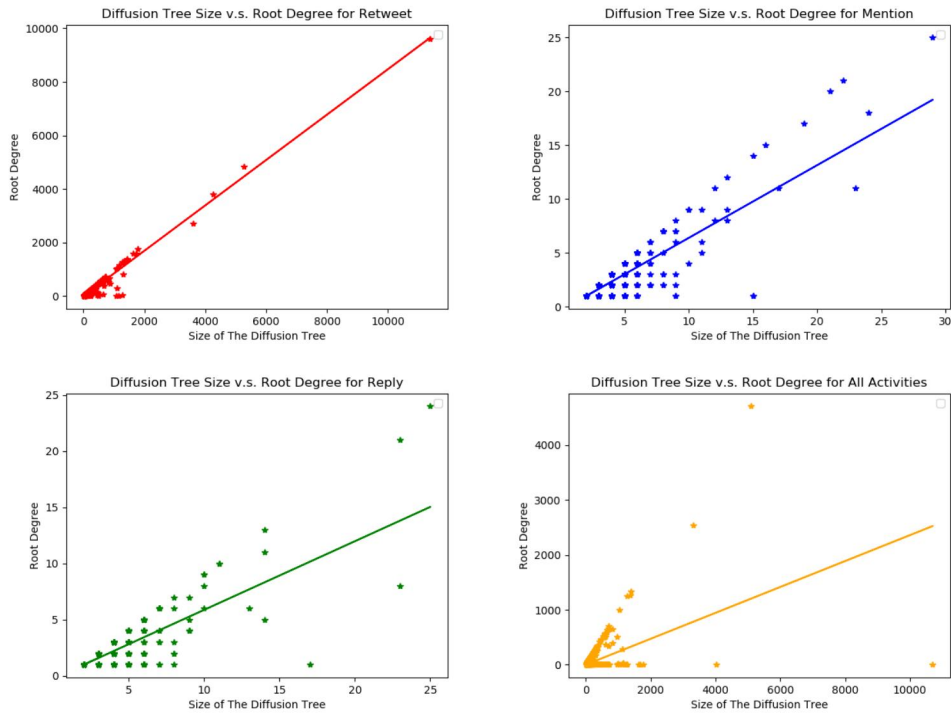 Diffusion Tree Size v.s. Root Degree for Retweet
10000
8000
6000
4000
2000
0
Root Degree
0 2000 4000 6000 8000 10000
Size of The Diffusion Tree
Diffusion Tree Size v.s. Root Degree for Mention
25
20
15
10
5
0
Root Degree
5 10 15 20 25 30
Size of The Diffusion Tree
Diffusion Tree Size v.s. Root Degree for Reply
25
20
15
10
5
0
Root Degree
5 10 15 20 25
Size of The Diffusion Tree
Diffusion Tree Size v.s. Root Degree for All Activities
4000
3000
2000
1000
0
Root Degree
0 2000 4000 6000 8000 10000
Size of The Diffusion Tree